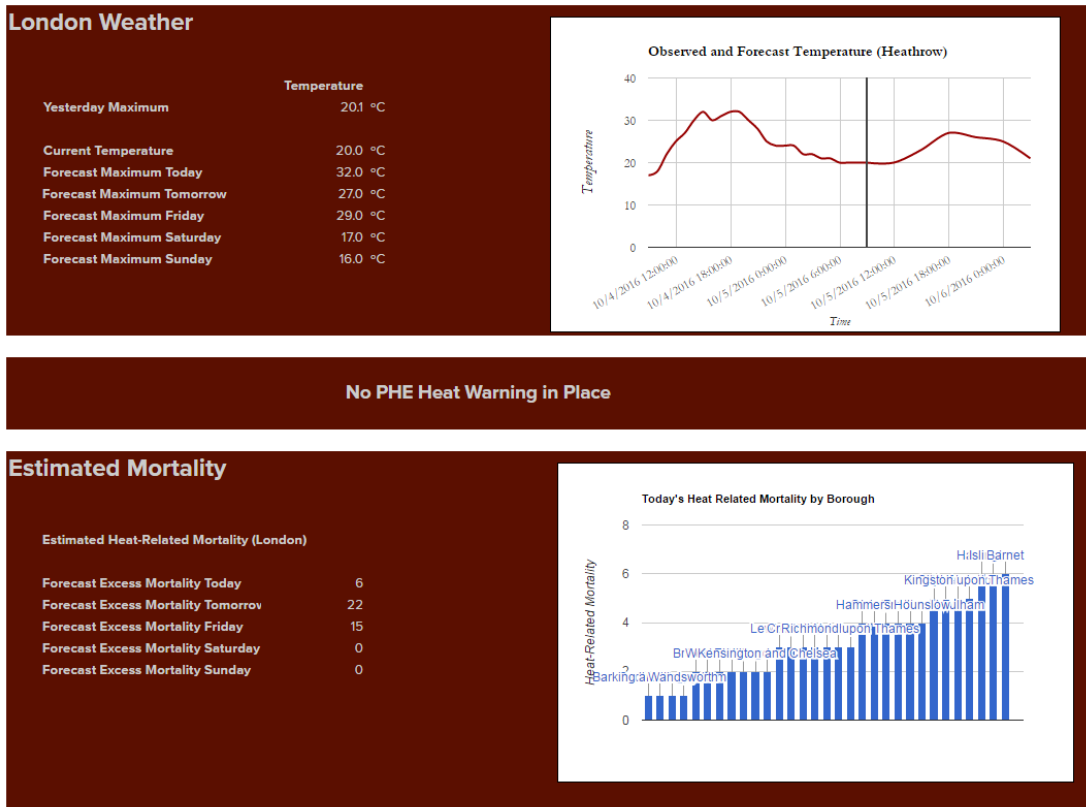 London Weather
Temperature
Yesterday Maximum 20.1 ºC
Current Temperature 20.0 ºC
Forecast Maximum Today 32.0 ºC
Forecast Maximum Tomorrow 27.0 ºC
Forecast Maximum Friday 29.0 ºC
Forecast Maximum Saturday 17.0 ºC
Forecast Maximum Sunday 16.0 ºC
Observed and Forecast Temperature (Heathrow)
40
30
20
10
0
Temperature
10/4/2016 12:00:00
10/4/2016 18:00:00
10/5/2016 0:00:00
10/5/2016 6:00:00
10/5/2016 12:00:00
10/5/2016 18:00:00
10/6/2016 0:00:00
Time
No PHE Heat Warning in Place
Estimated Mortality
Estimated Heat-Related Mortality (London)
Forecast Excess Mortality Today 6
Forecast Excess Mortality Tomorrow 22
Forecast Excess Mortality Friday 15
Forecast Excess Mortality Saturday 0
Forecast Excess Mortality Sunday 0
Today's Heat Related Mortality by Borough
8
6
4
2
0
Heat-Related Mortality
Barnet
Kingston upon Thames
Hounslow
Richmond upon Thames
Kensington and Chelsea
Wandsworth